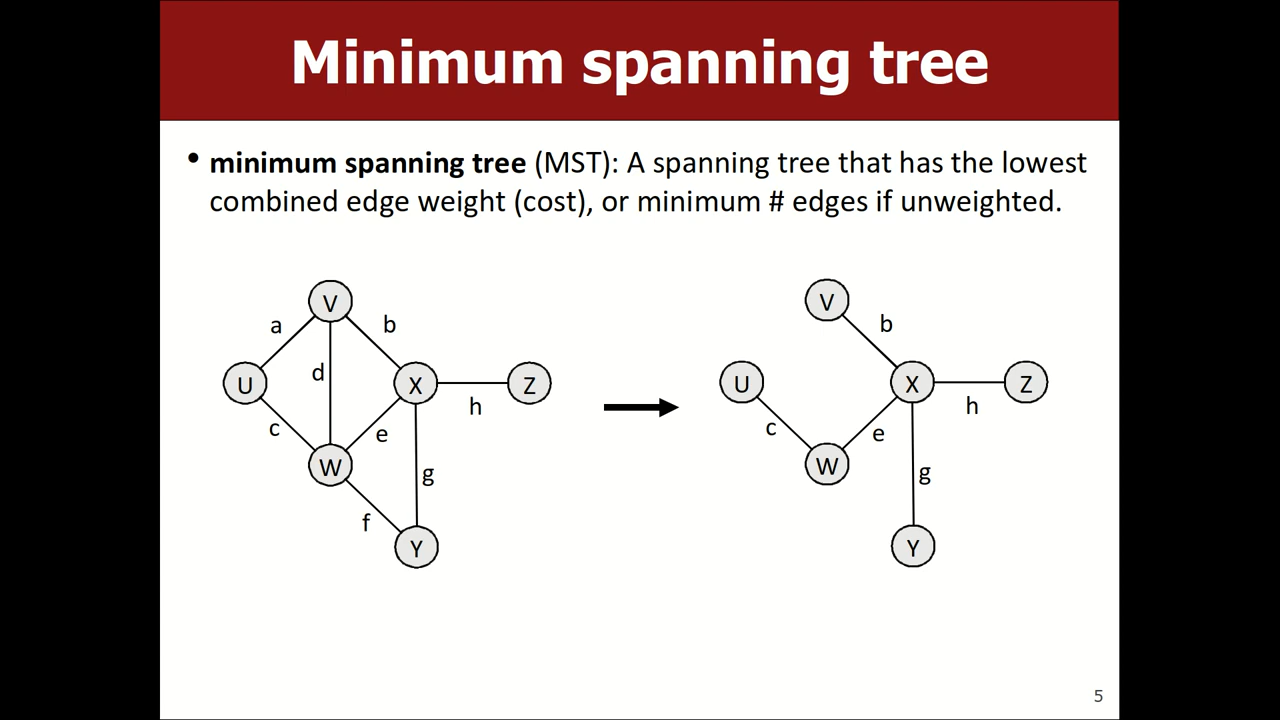 Minimum spanning tree
• minimum spanning tree (MST): A spanning tree that has the lowest
combined edge weight (cost), or minimum # edges if unweighted.
V
a
b
d
U
X
Z
h
c
e
W
g
f
Y
V
b
U
X
Z
h
c
e
W
g
Y
5